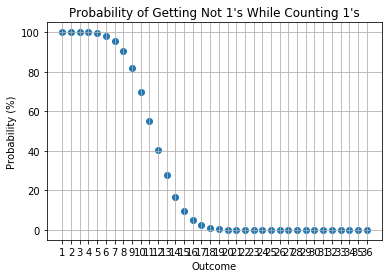 Probability of Getting Not 1's While Counting 1's
100
80
60
40
20
0
Probability (%)
1 2 3 4 5 6 7 8 9 10 11 12 13 14 15 16 17 18 19 20 21 22 23 24 25 26 27 28 29 30 31 32 33 34 35 36
Outcome